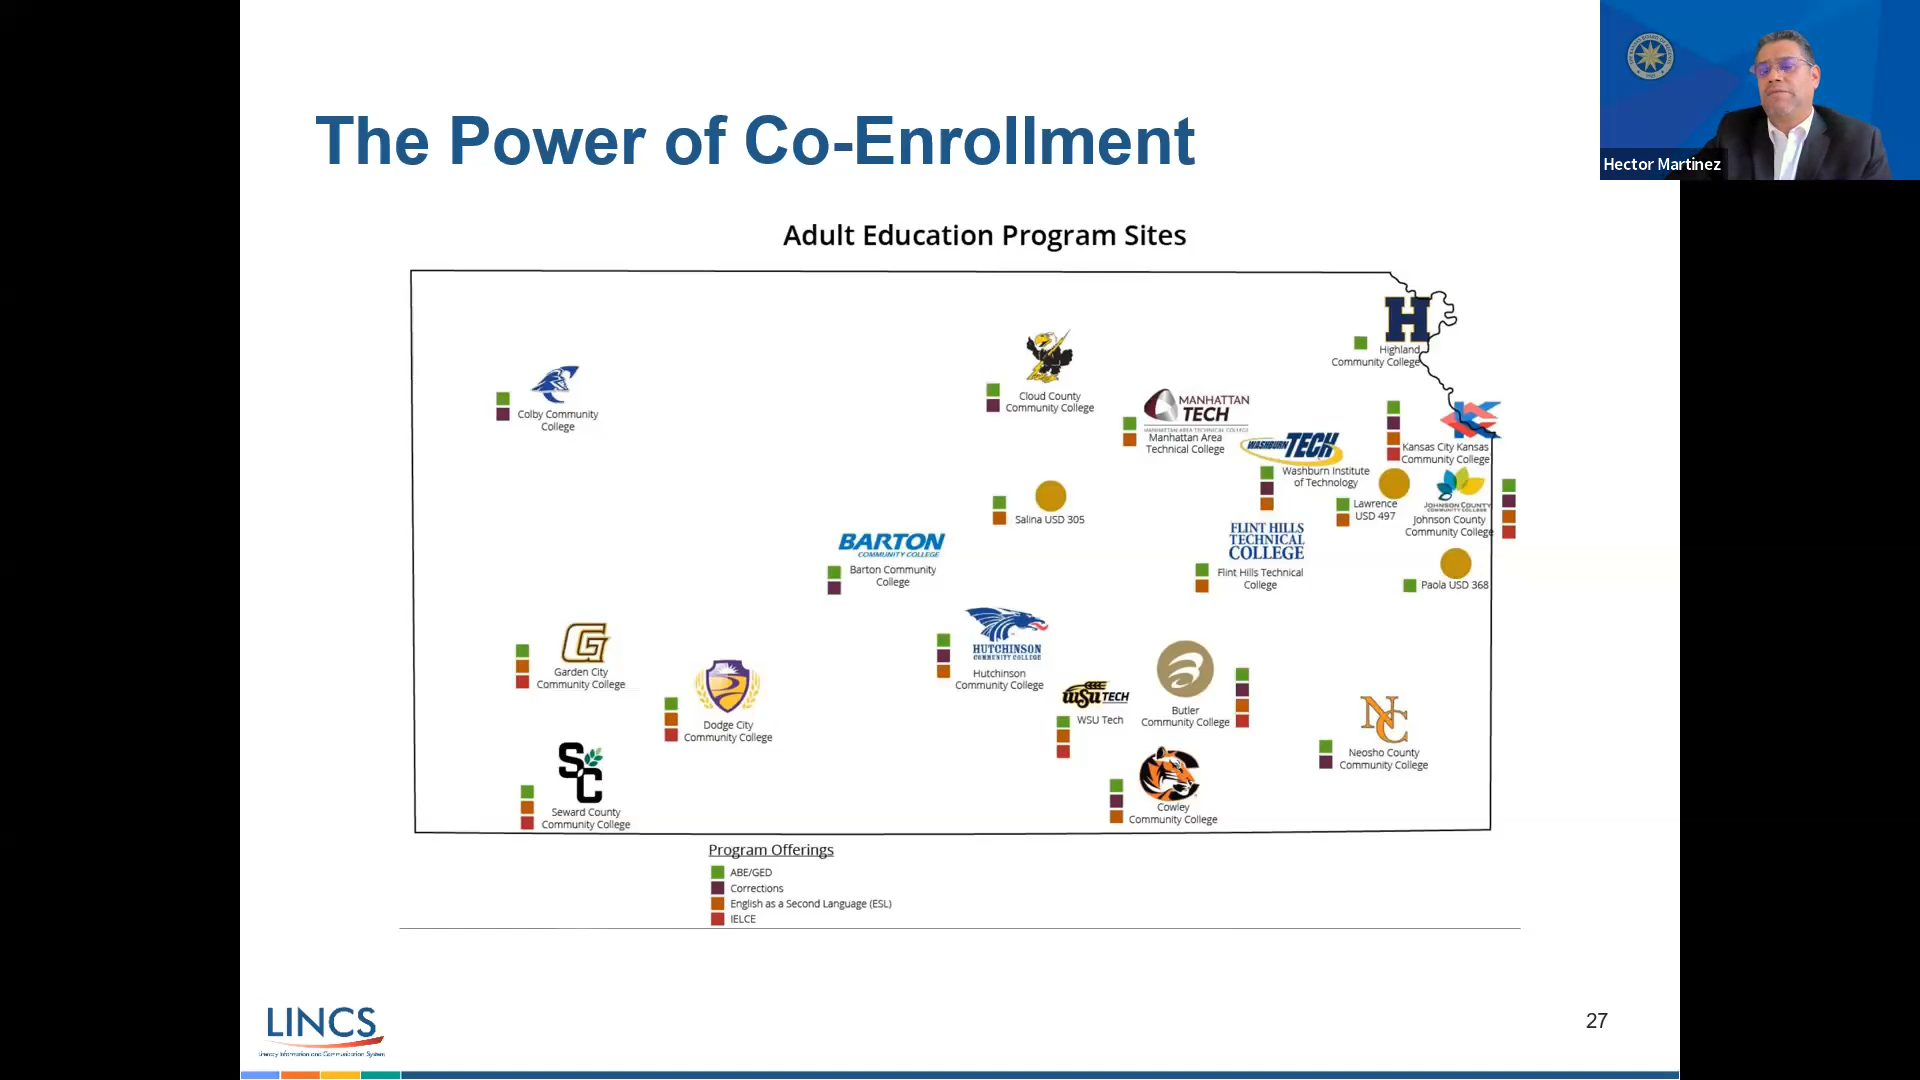 The Power of Co-Enrollment
Hector Martinez
Adult Education Program Sites
H
Highland
Community College
Colby Community
College
Cloud County
Community College
MANHATTAN
TECH
MANHATTAN AREA TECHNICAL COLLEGE
Manhattan Area
Technical College
WASHBURN TECH
Washburn Institute
of Technology
KC
Kansas City Kansas
Community College
Lawrence
USD 497
JOHNSON COUNTY
COMMUNITY COLLEGE
Johnson County
Community College
Salina USD 305
BARTON
COMMUNITY COLLEGE
Barton Community
College
FLINT HILLS
TECHNICAL
COLLEGE
Flint Hills Technical
College
Paola USD 368
G
Garden City
Community College
Dodge City
Community College
HUTCHINSON
COMMUNITY COLLEGE
Hutchinson
Community College
WSU TECH
WSU Tech
B
Butler
Community College
NC
Neosho County
Community College
SC
Seward County
Community College
C
Cowley
Community College
Program Offerings
ABE/GED
Corrections
English as a Second Language (ESL)
IELCE
LINCS
Literacy Information and Communication System
27